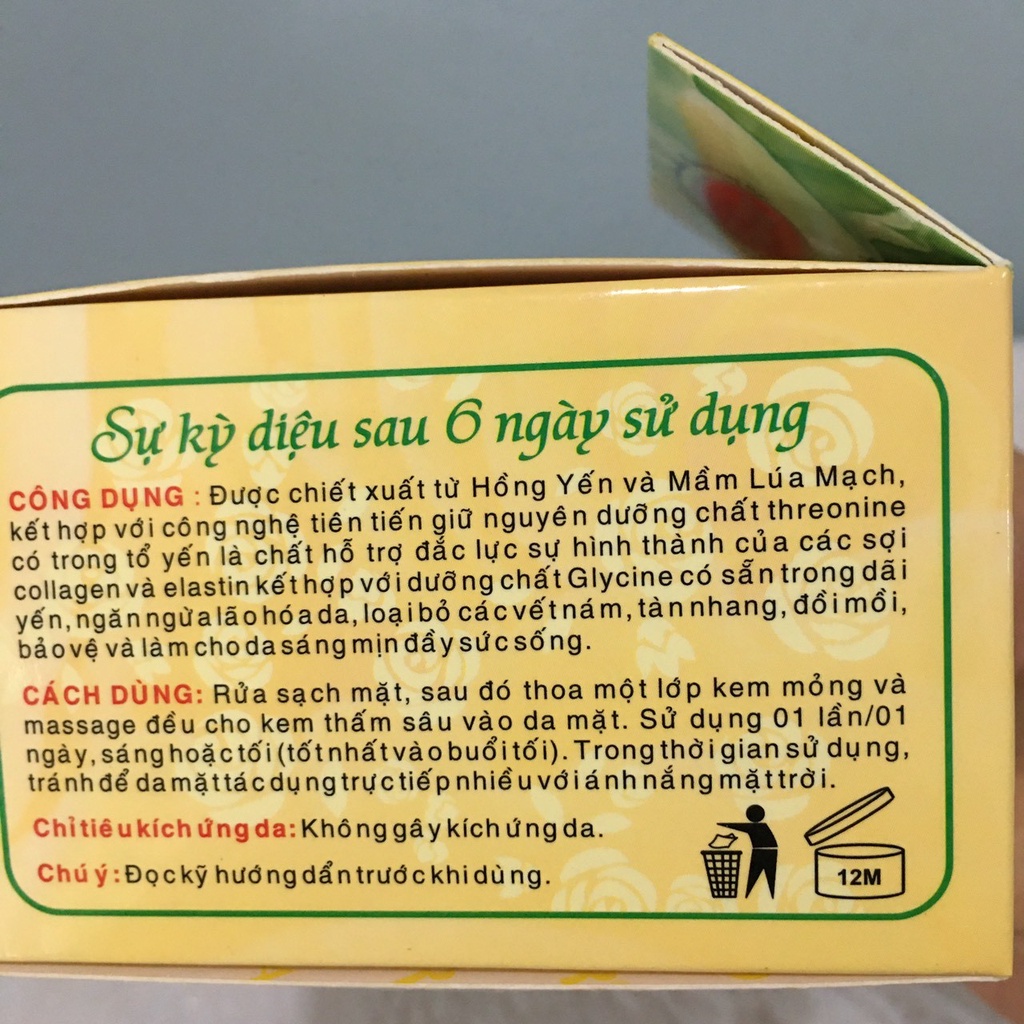 Sự kỳ diệu sau 6 ngày sử dụng
CÔNG DỤNG : Được chiết xuất từ Hồng Yến và Mầm Lúa Mạch,
kết hợp với công nghệ tiên tiến giữ nguyên dưỡng chất threonine
có trong tổ yến là chất hỗ trợ đắc lực sự hình thành của các sợi
collagen và elastin kết hợp với dưỡng chất Glycine có sẵn trong dãi
yến, ngăn ngừa lão hóa da, loại bỏ các vết nám, tàn nhang, đồi mồi,
bảo vệ và làm cho da sáng mịn đầy sức sống.
CÁCH DÙNG: Rửa sạch mặt, sau đó thoa một lớp kem mỏng và
massage đều cho kem thấm sâu vào da mặt. Sử dụng 01 lần/01
ngày, sáng hoặc tối (tốt nhất vào buổi tối). Trong thời gian sử dụng,
tránh để da mặt tác dụng trực tiếp nhiều với ánh nắng mặt trời.
Chỉ tiêu kích ứng da: Không gây kích ứng da.
Chú ý: Đọc kỹ hướng dẩn trước khi dùng.
12M